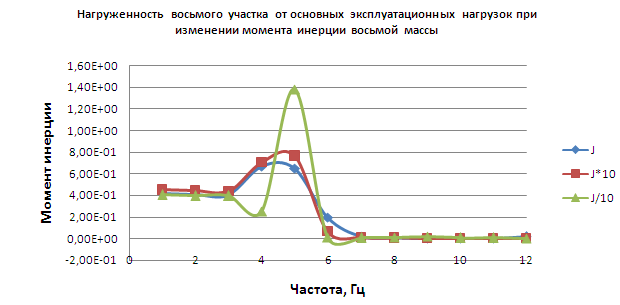 Нагруженность восьмого участка от основных эксплуатационных нагрузок при
изменении момента инерции восьмой массы
1,60E+00
1,40E+00
1,20E+00
1,00E+00
8,00E-01
6,00E-01
4,00E-01
2,00E-01
0,00E+00
-2,00E-01
0 2 4 6 8 10 12
Момент инерции
Частота, Гц
J
J*10
J/10